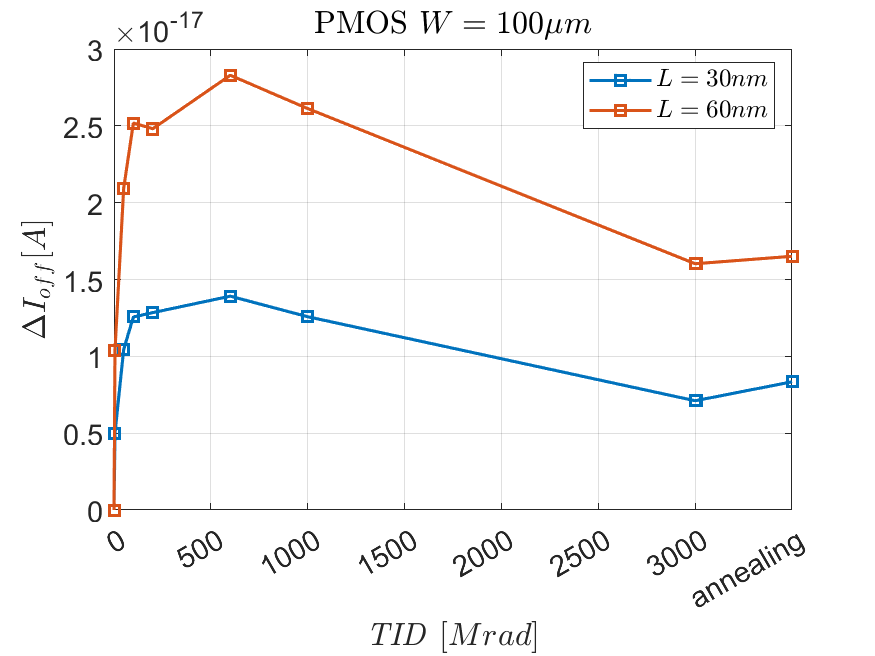 ×10-17
PMOS W = 100μm
L = 30nm
L = 60nm
3
2.5
2
1.5
1
0.5
0
ΔIoff[A]
0
500
1000
1500
2000
2500
3000
annealing
TID [Mrad]